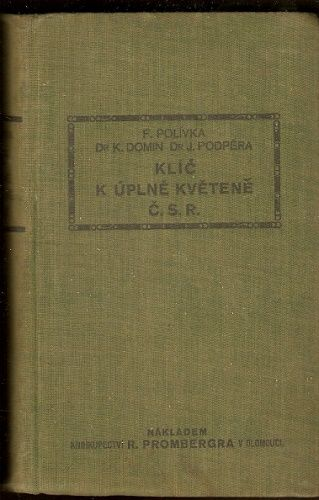 F. POLÍVKA
DR K. DOMIN DR J. PODPĚRA
KLÍČ
K ÚPLNÉ KVĚTENĚ
Č. S. R.
NÁKLADEM
KNIHKUPECTVÍ R. PROMBERGRA V OLOMOUCI.